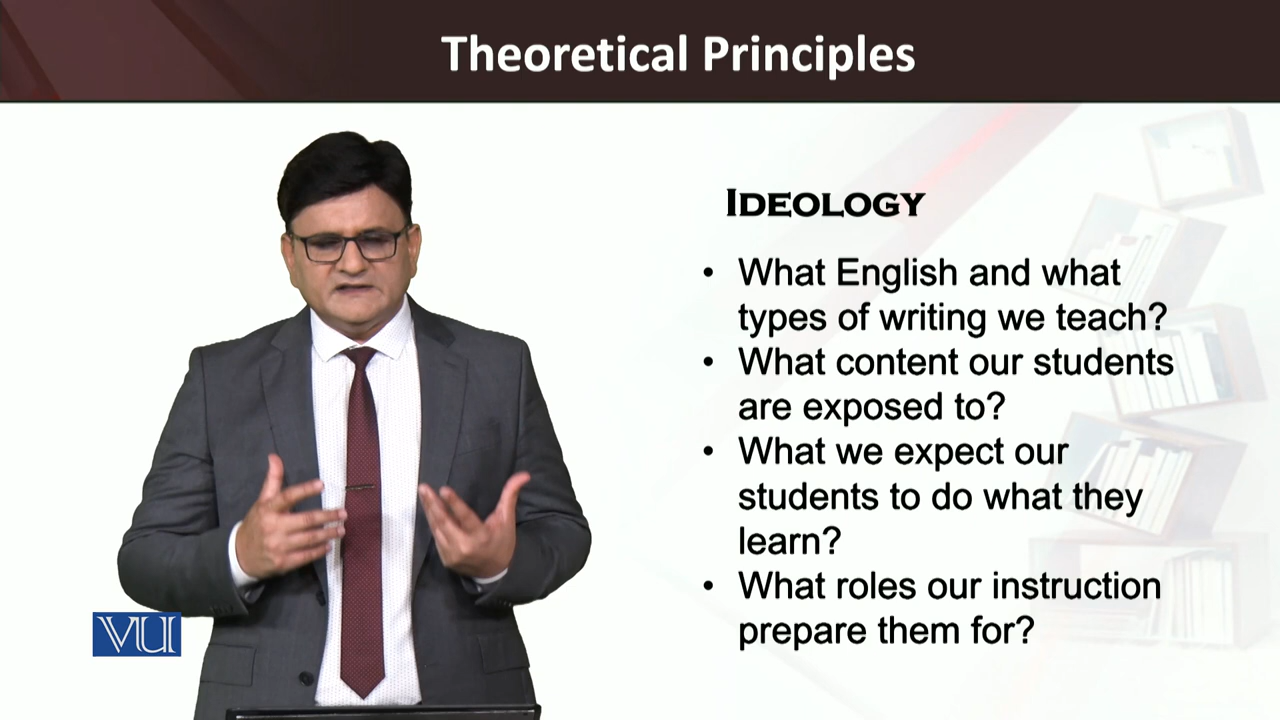 Theoretical Principles
IDEOLOGY
• What English and what
types of writing we teach?
• What content our students
are exposed to?
• What we expect our
students to do what they
learn?
• What roles our instruction
prepare them for?
VU